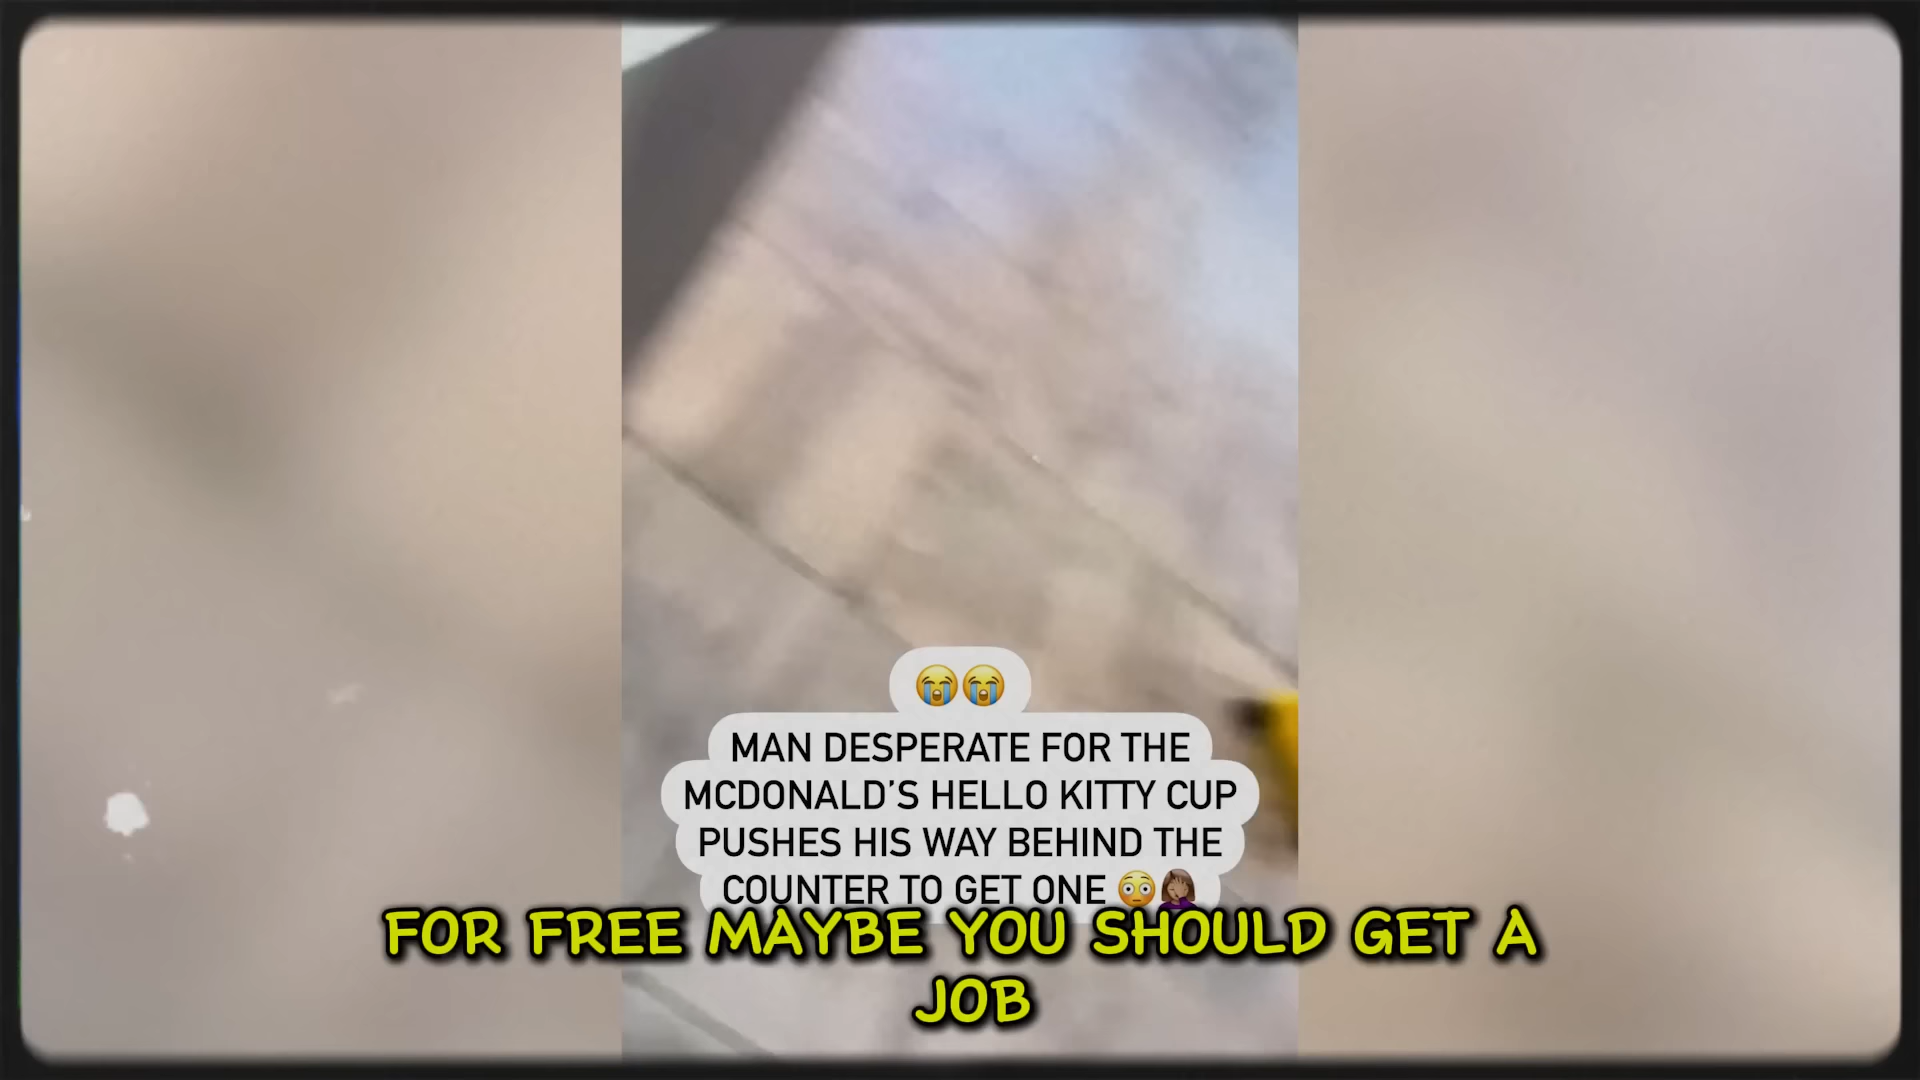 😭😭
MAN DESPERATE FOR THE
MCDONALD’S HELLO KITTY CUP
PUSHES HIS WAY BEHIND THE
COUNTER TO GET ONE 😳🤦🏾‍♀️
FOR FREE MAYBE YOU SHOULD GET A
JOB